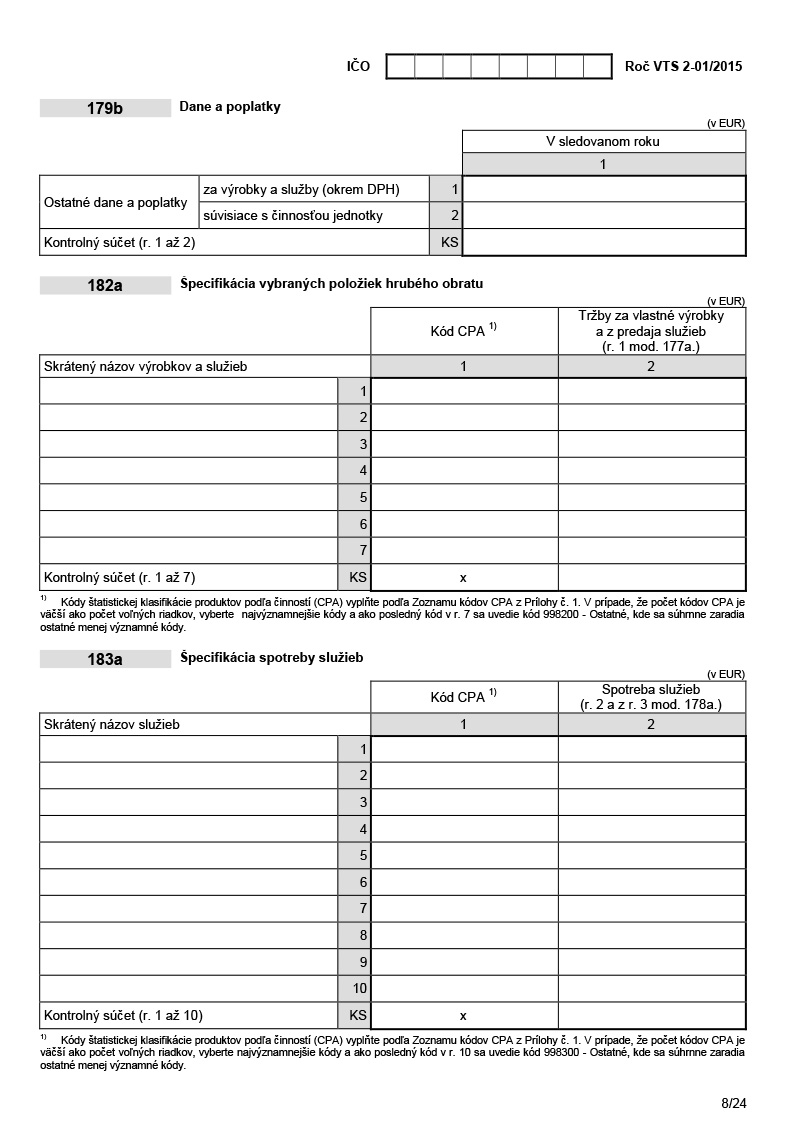 IČO Roč VTS 2-01/2015
179b Dane a poplatky
(v EUR)
V sledovanom roku
1
Ostatné dane a poplatky
za výrobky a služby (okrem DPH) 1
súvisiace s činnosťou jednotky 2
Kontrolný súčet (r. 1 až 2) KS
182a Špecifikácia vybraných položiek hrubého obratu
(v EUR)
Kód CPA 1)
Tržby za vlastné výrobky
a z predaja služieb
(r. 1 mod. 177a.)
Skrátený názov výrobkov a služieb 1 2
1
2
3
4
5
6
7
Kontrolný súčet (r. 1 až 7) KS x
1) Kódy štatistickej klasifikácie produktov podľa činností (CPA) vyplňte podľa Zoznamu kódov CPA z Prílohy č. 1. V prípade, že počet kódov CPA je
väčší ako počet voľných riadkov, vyberte najvýznamnejšie kódy a ako posledný kód v r. 7 sa uvedie kód 998200 - Ostatné, kde sa súhrnne zaradia
ostatné menej významné kódy.
183a Špecifikácia spotreby služieb
(v EUR)
Kód CPA 1)
Spotreba služieb
(r. 2 a z r. 3 mod. 178a.)
Skrátený názov služieb 1 2
1
2
3
4
5
6
7
8
9
10
Kontrolný súčet (r. 1 až 10) KS x
1) Kódy štatistickej klasifikácie produktov podľa činností (CPA) vyplňte podľa Zoznamu kódov CPA z Prílohy č. 1. V prípade, že počet kódov CPA je
väčší ako počet voľných riadkov, vyberte najvýznamnejšie kódy a ako posledný kód v r. 10 sa uvedie kód 998300 - Ostatné, kde sa súhrnne zaradia
ostatné menej významné kódy.
8/24